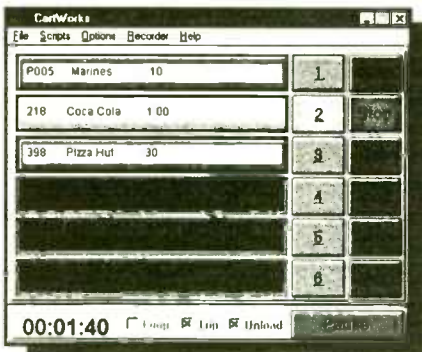 CartWorks
File Scripts Options Recorder Help
P005 Marines 10 1
218 Coca Cola 1:00 2
398 Pizza Hut 30 3
4
5
6
00:01:40 Loop Unload